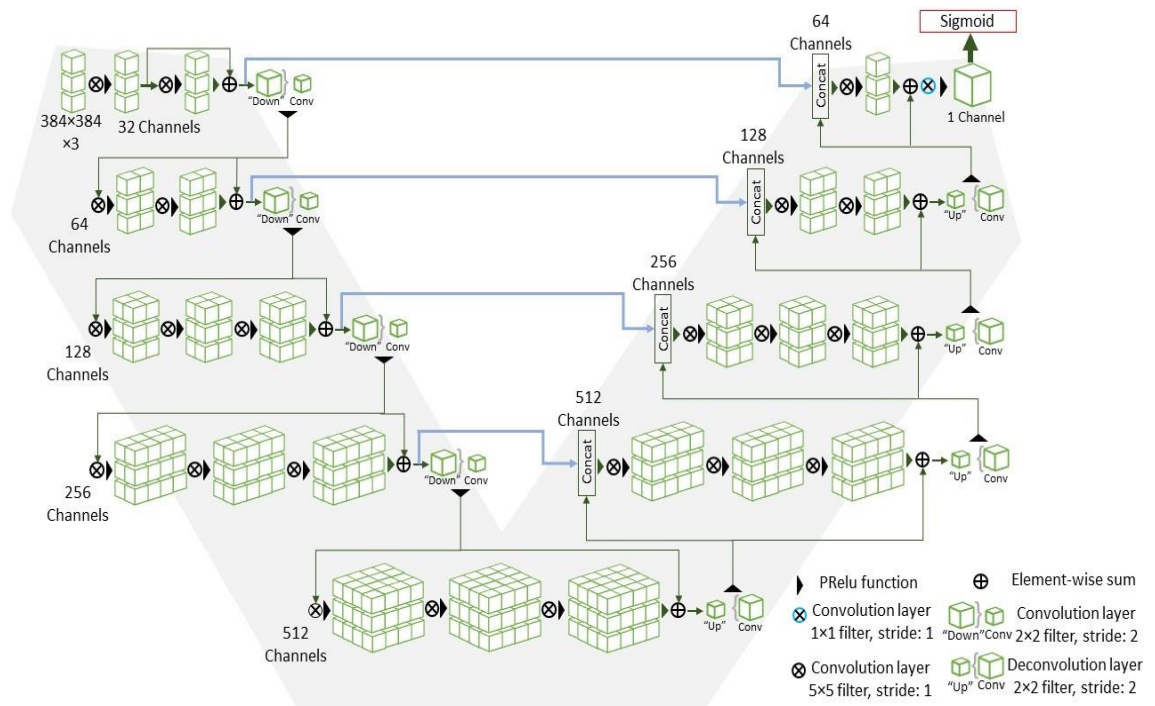 64
Channels
Sigmoid
Concat
"Down" Conv
384×384
×3
32 Channels
1 Channel
128
Channels
Concat
"Down" Conv
"Up" Conv
64
Channels
256
Channels
Concat
"Down" Conv
"Up" Conv
128
Channels
512
Channels
Concat
"Down" Conv
"Up" Conv
256
Channels
512
Channels
"Up" Conv
PRelu function
Element-wise sum
Convolution layer
1×1 filter, stride: 1
"Down" Conv
Convolution layer
2×2 filter, stride: 2
Convolution layer
5×5 filter, stride: 1
"Up" Conv
Deconvolution layer
2×2 filter, stride: 2